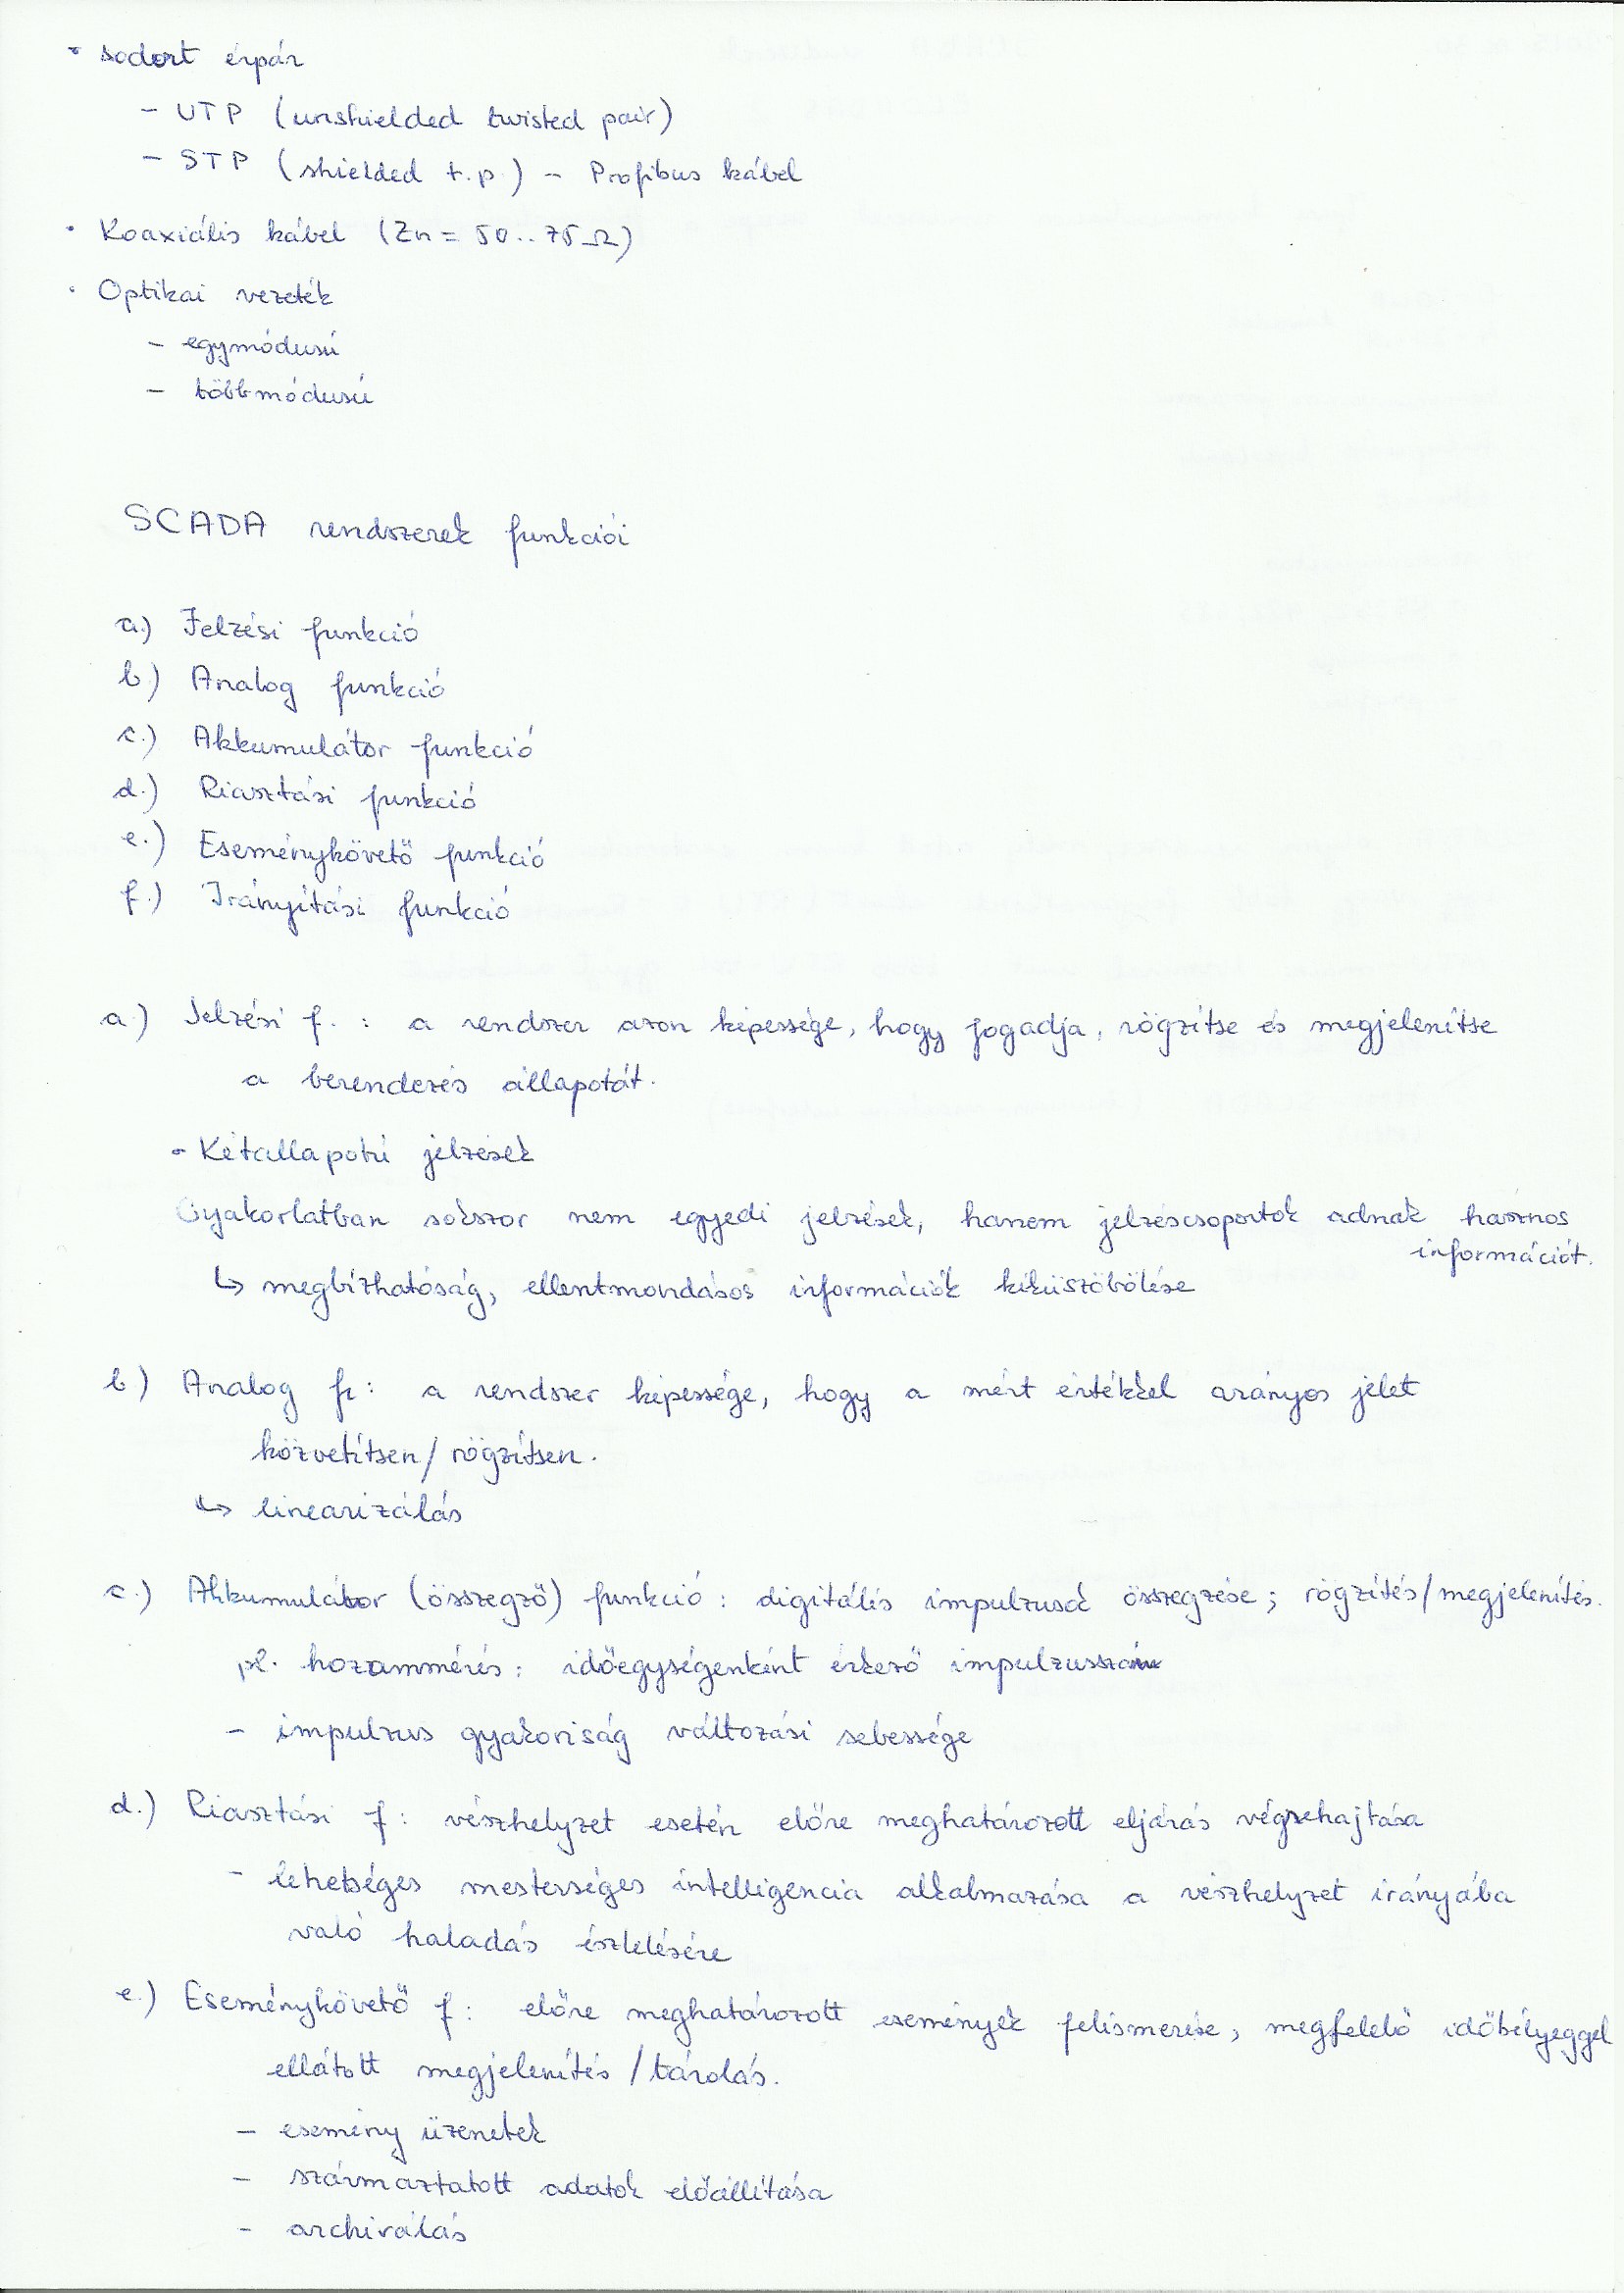 • sodort érpár
- UTP (unshielded twisted pair)
- STP (shielded t.p.) - Profibus kábel
• Koaxiális kábel (Zn = 50..75Ω)
• Optikai vezeték
- egymódusú
- többmódusú
SCADA rendszerek funkciói
a.) Jelzési funkció
b.) Analog funkció
c.) Akkumulátor funkció
d.) Riasztási funkció
e.) Eseménykövető funkció
f.) Irányítási funkció
a.) Jelzési f. : a rendszer azon képessége, hogy fogadja, rögzítse és megjelenítse
a berendezés állapotát.
- Kétállapotú jelzések
Gyakorlatban sokszor nem egyedi jelzések, hanem jelzéscsoportok adnak hasznos
információt.
↳ megbízhatóság, ellentmondásos információk kiküszöbölése
b) Analog f.: a rendszer képessége, hogy a mért értékkel arányos jelet
közvetítsen/rögzítsen.
↳ linearizálás
c.) Akkumulátor (összegző) funkció : digitális impulzusok összegzése; rögzítés/megjelenítés.
pl. hozammérés: időegységenként érkező impulzusszám
- impulzus gyakoriság változási sebessége
d.) Riasztási f: vészhelyzet esetén előre meghatározott eljárás végrehajtása
- lehetséges mesterséges intelligencia alkalmazása a vészhelyzet irányába
való haladás észlelésére
e.) Eseménykövető f: előre meghatározott események felismerése, megfelelő időbélyeggel
ellátott megjelenítés/tárolás.
- esemény üzenetek
- származtatott adatok előállítása
- archiválás